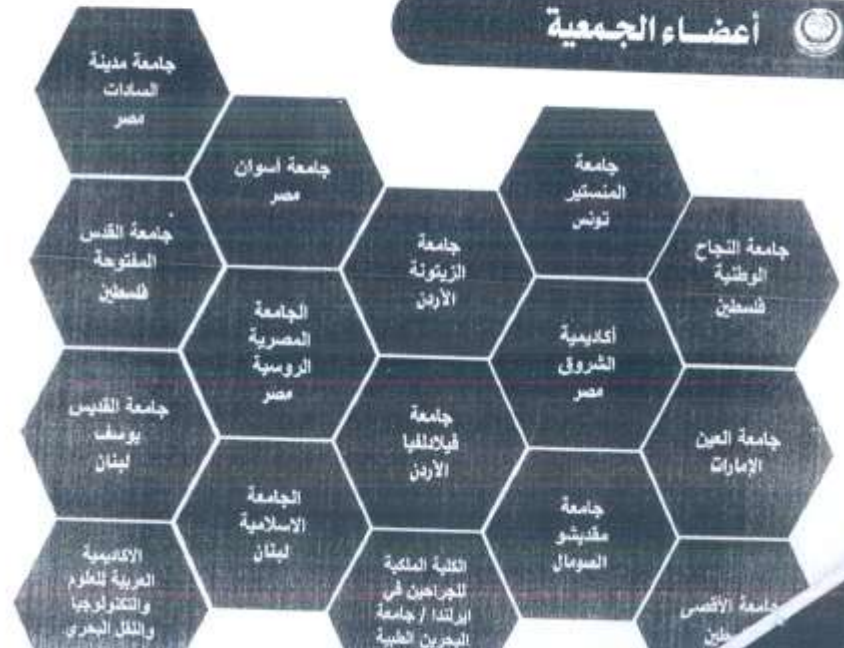 أعضاء الجمعية
جامعة
المنستير
تونس
جامعة النجاح
الوطنية
فلسطين
جامعة مدينة
السادات
مصر
جامعة اسوان
مصر
جامعة
الزيتونة
الأردن
أكاديمية
الشروق
مصر
جامعة العين
الإمارات
جامعة القدس
المفتوحة
فلسطين
الجامعة
المصرية
الروسية
مصر
جامعة
فيلادلفيا
الأردن
جامعة
مقديشو
الصومال
جامعة الأقصى
جامعة القديس
يوسف
لبنان
الجامعة
الاسلامية
لبنان
الكلية الملكية
للجراحين في
ايرلندا / جامعة
البحرين الطبية
الاكاديمية
العربية للعلوم
والتكنولوجيا
والنقل البحري